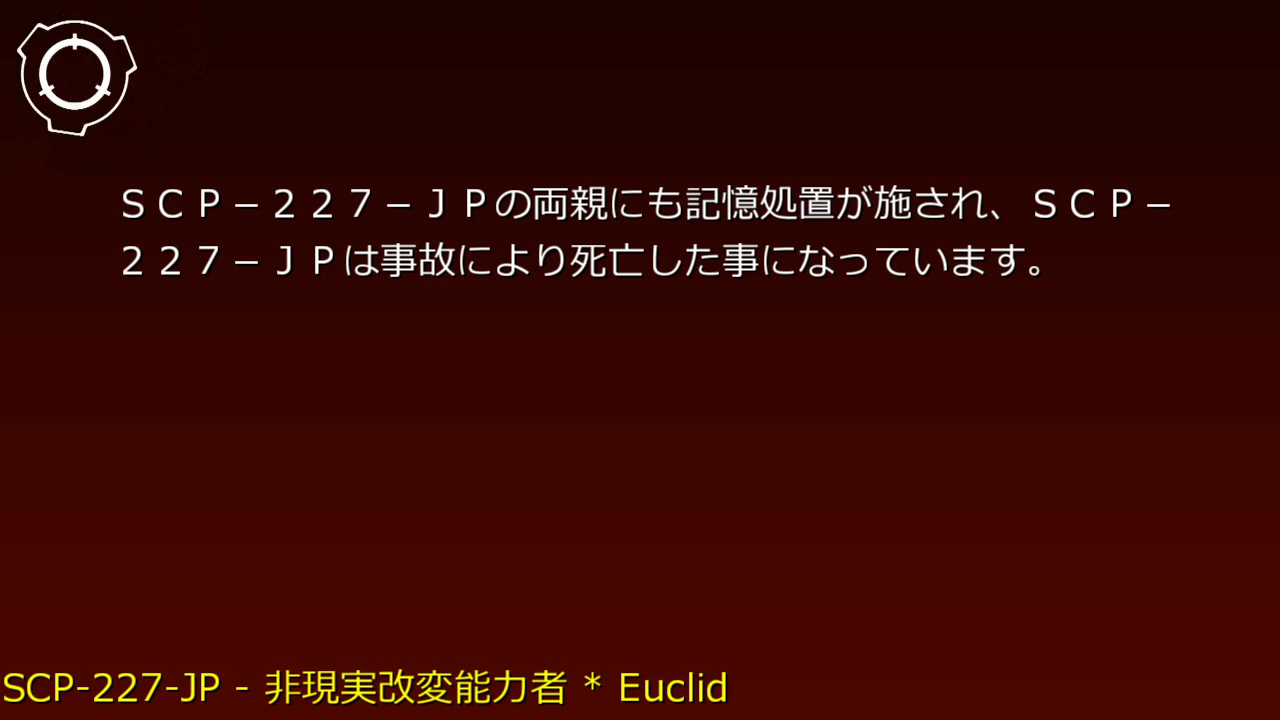 ＳＣＰ－２２７－ＪＰの両親にも記憶処置が施され、ＳＣＰ－
２２７－ＪＰは事故により死亡した事になっています。
SCP-227-JP - 非現実改変能力者 * Euclid